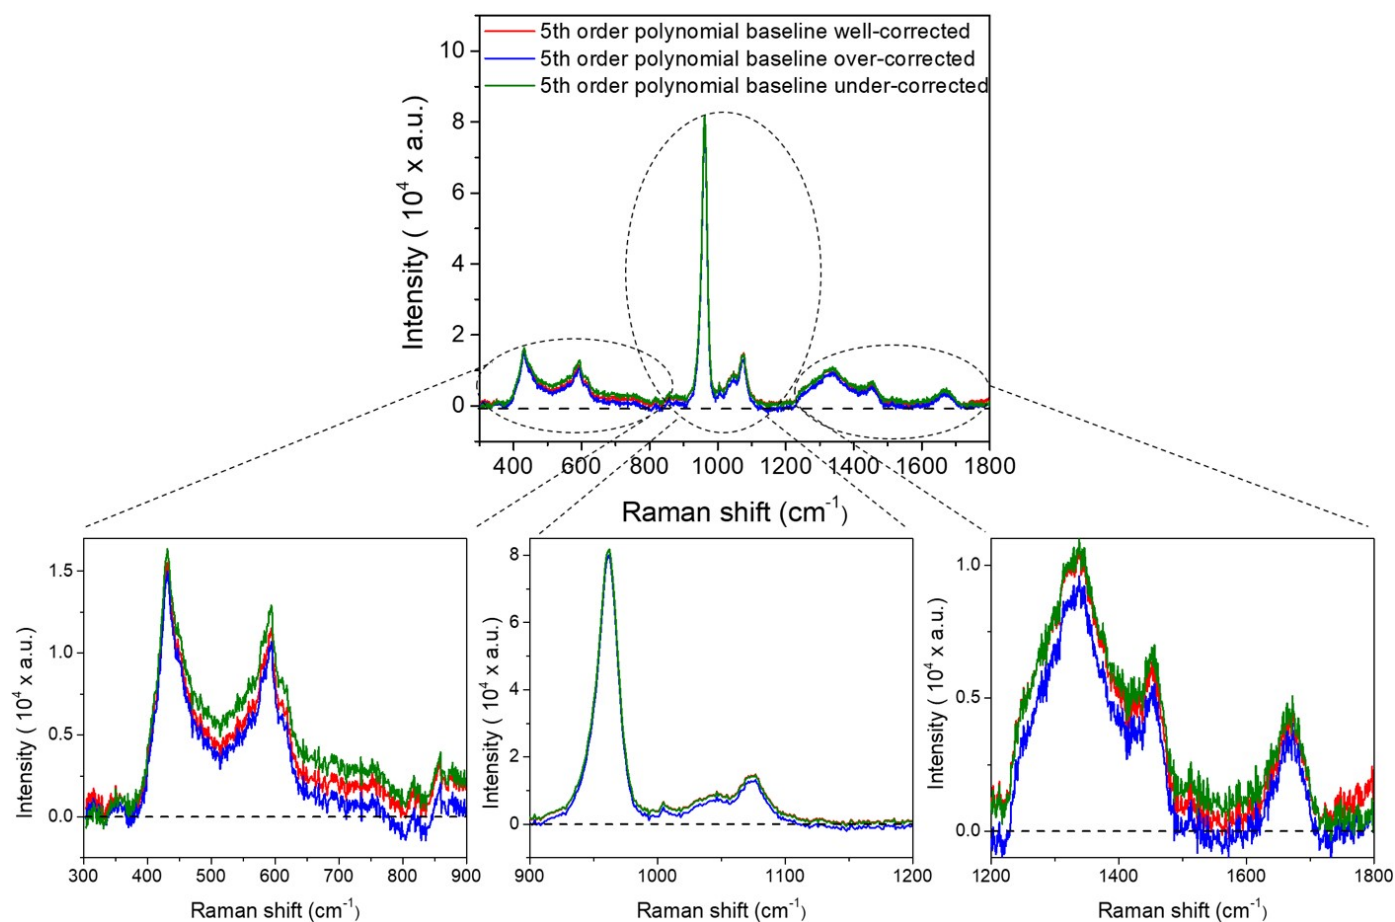 5th order polynomial baseline well-corrected
5th order polynomial baseline over-corrected
5th order polynomial baseline under-corrected
Intensity ( 10⁴ x a.u.)
10
8
6
4
2
0
400 600 800 1000 1200 1400 1600 1800
Raman shift (cm⁻¹)
Intensity ( 10⁴ x a.u.)
1.5
1.0
0.5
0.0
300 400 500 600 700 800 900
Raman shift (cm⁻¹)
Intensity ( 10⁴ x a.u.)
8
6
4
2
0
900 1000 1100 1200
Raman shift (cm⁻¹)
Intensity ( 10⁴ x a.u.)
1.0
0.5
0.0
1200 1400 1600 1800
Raman shift (cm⁻¹)